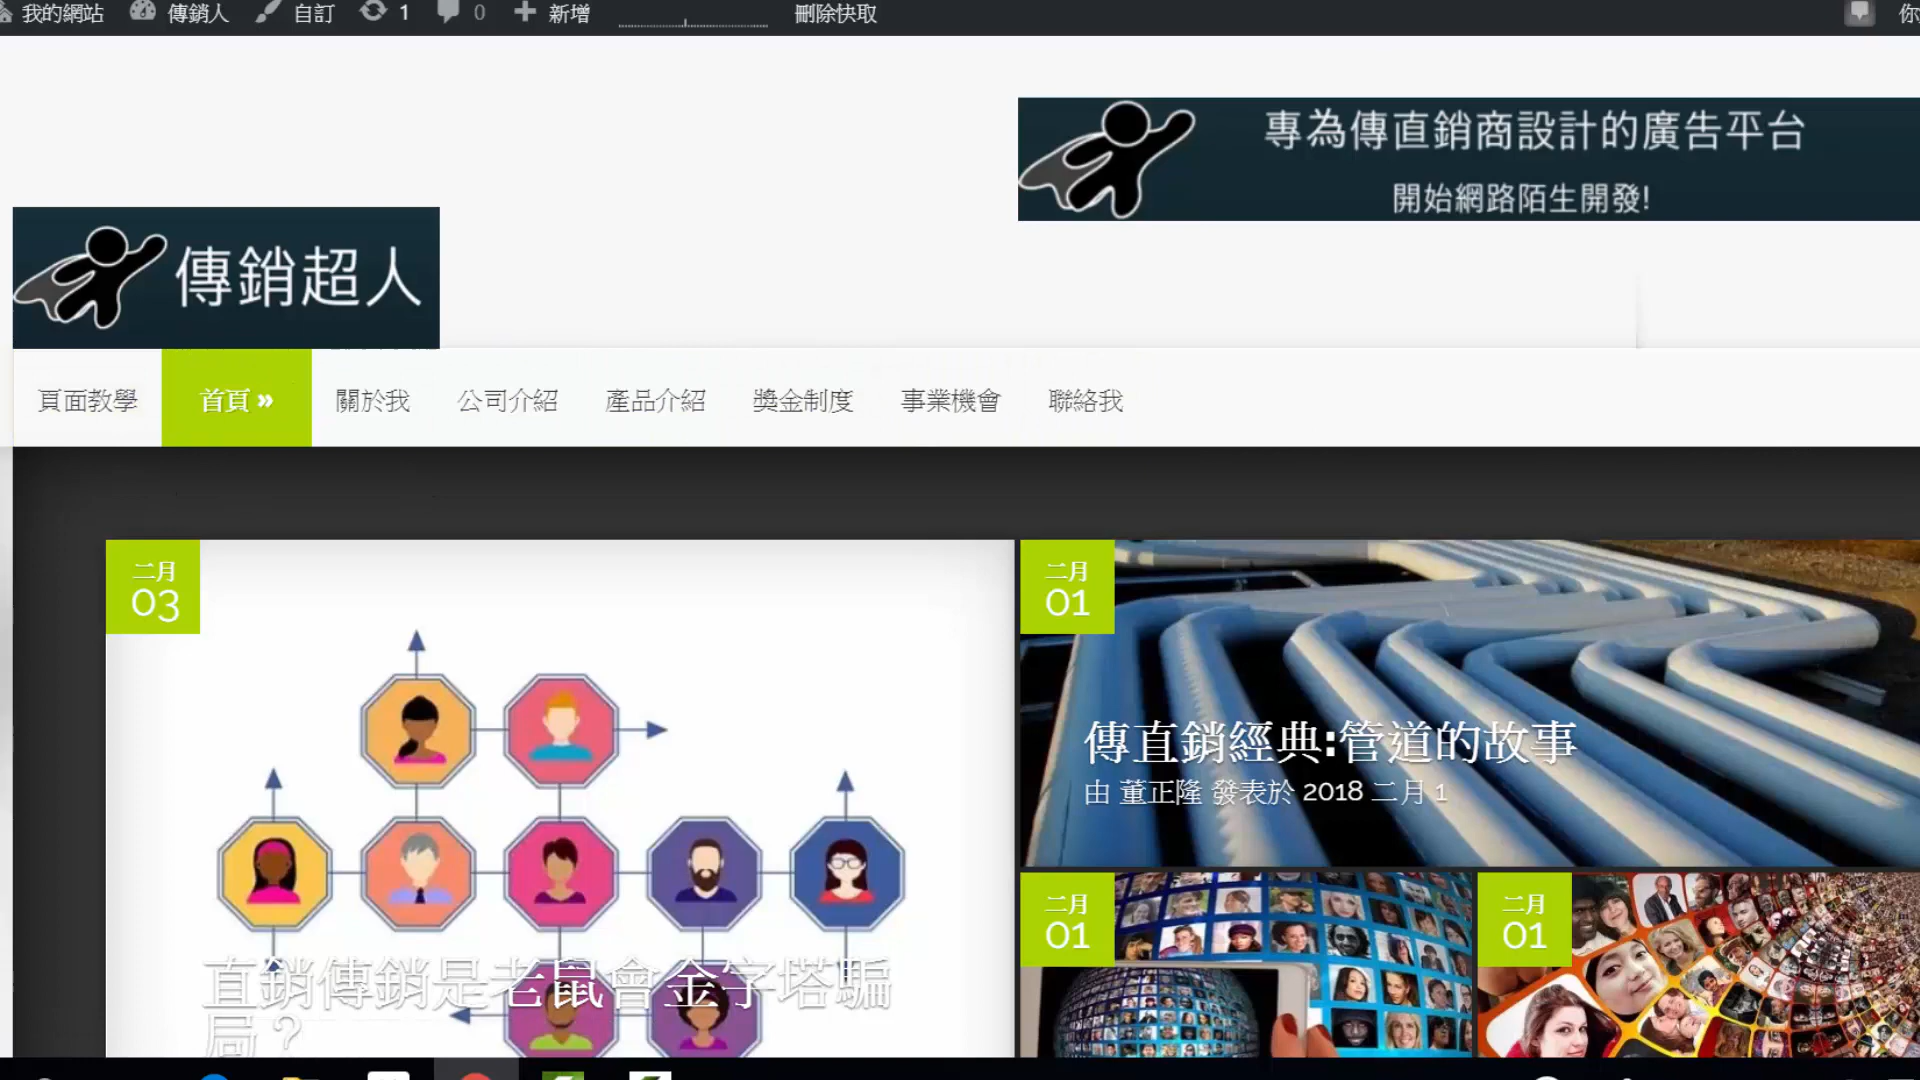 我的網站 傳銷人 自訂 1 0 新增 刪除快取 你
專為傳直銷商設計的廣告平台
開始網路陌生開發!
傳銷超人
頁面教學 首頁 » 關於我 公司介紹 產品介紹 獎金制度 事業機會 聯絡我
二月
03
直銷傳銷是老鼠會金字塔騙
局？
二月
01
傳直銷經典:管道的故事
由 董正隆 發表於 2018 二月 1
二月
01
二月
01